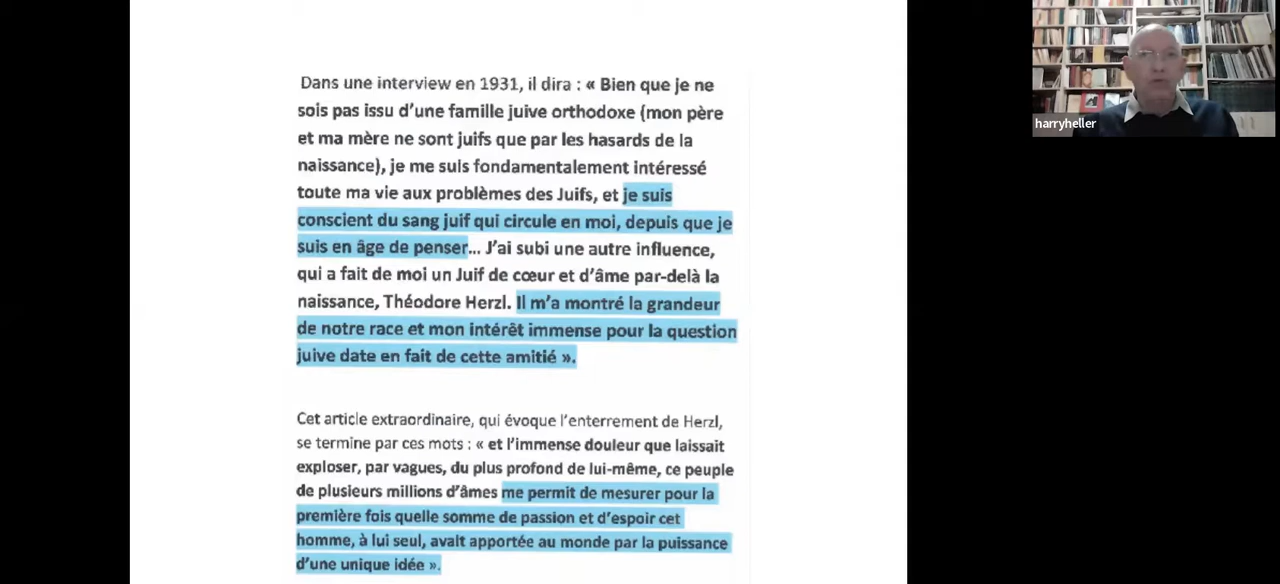 Dans une interview en 1931, il dira : « Bien que je ne
sois pas issu d'une famille juive orthodoxe (mon père
et ma mère ne sont juifs que par les hasards de la
naissance), je me suis fondamentalement intéressé
toute ma vie aux problèmes des Juifs, et je suis
conscient du sang juif qui circule en moi, depuis que je
suis en âge de penser... J'ai subi une autre influence,
qui a fait de moi un Juif de cœur et d'âme par-delà la
naissance, Théodore Herzl. Il m'a montré la grandeur
de notre race et mon intérêt immense pour la question
juive date en fait de cette amitié ».
Cet article extraordinaire, qui évoque l'enterrement de Herzl,
se termine par ces mots : « et l'immense douleur que laissait
exploser, par vagues, du plus profond de lui-même, ce peuple
de plusieurs millions d'âmes me permit de mesurer pour la
première fois quelle somme de passion et d'espoir cet
homme, à lui seul, avait apportée au monde par la puissance
d'une unique idée ».
harryheller